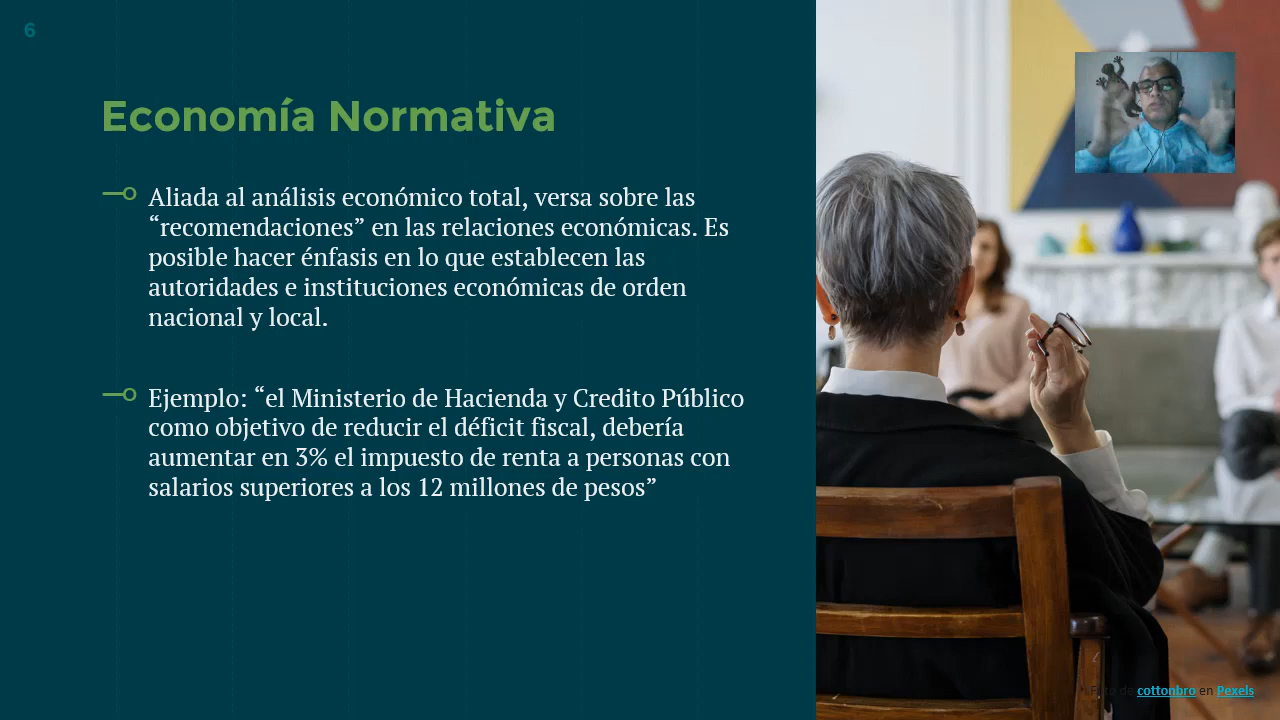 6
Economía Normativa
Aliada al análisis económico total, versa sobre las
“recomendaciones” en las relaciones económicas. Es
posible hacer énfasis en lo que establecen las
autoridades e instituciones económicas de orden
nacional y local.
Ejemplo: “el Ministerio de Hacienda y Credito Público
como objetivo de reducir el déficit fiscal, debería
aumentar en 3% el impuesto de renta a personas con
salarios superiores a los 12 millones de pesos”
de cottonbro en Pexels